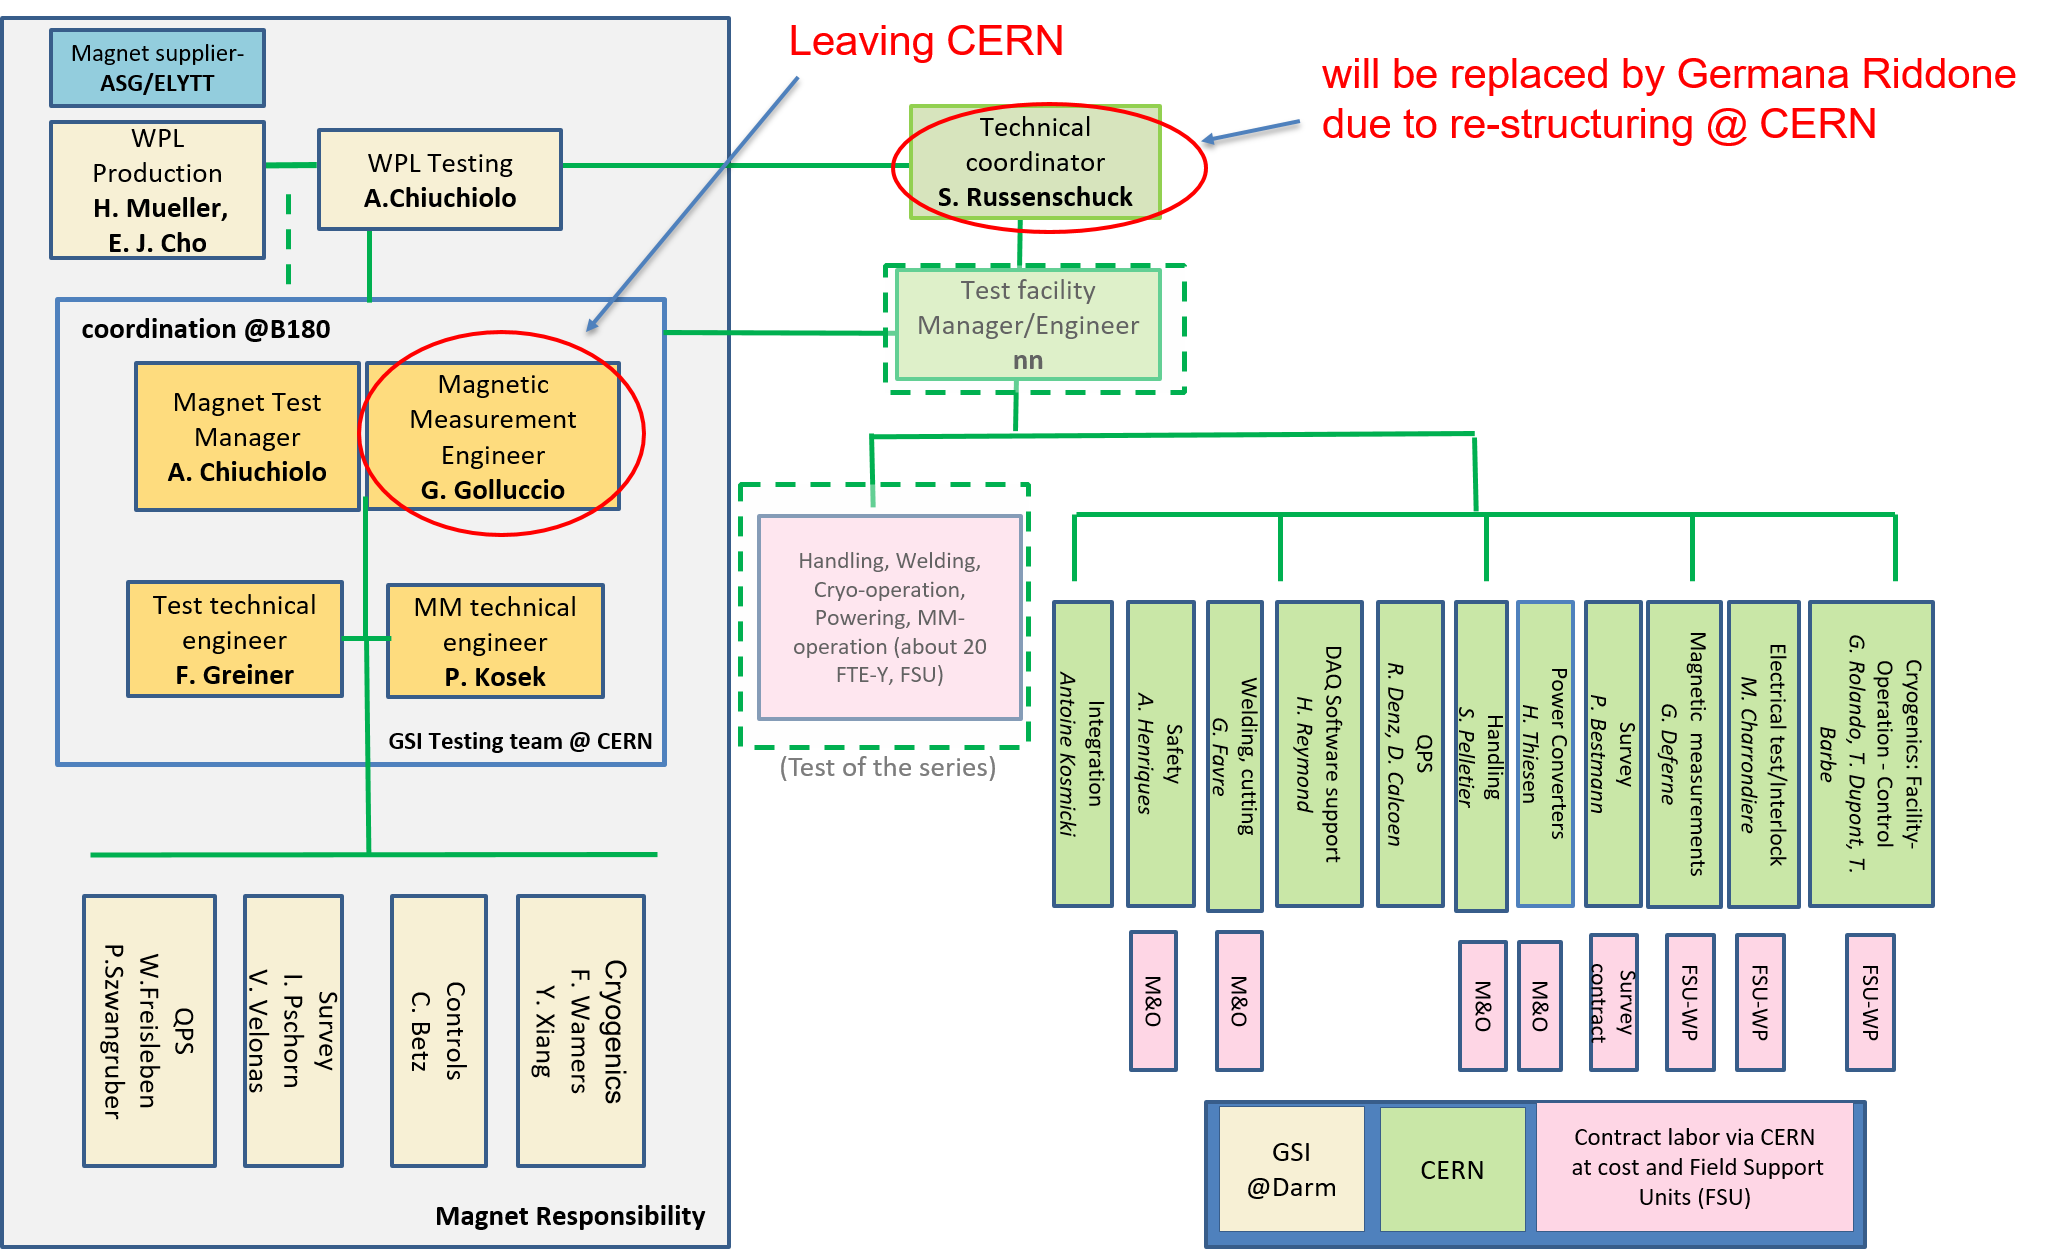 Leaving CERN
will be replaced by Germana Riddone
due to re-structuring @ CERN
Magnet supplier-
ASG/ELYTT
WPL
Production
H. Mueller,
E. J. Cho
WPL Testing
A.Chiuchiolo
Technical
coordinator
S. Russenschuck
Test facility
Manager/Engineer
nn
coordination @B180
Magnet Test
Manager
A. Chiuchiolo
Magnetic
Measurement
Engineer
G. Golluccio
Test technical
engineer
F. Greiner
MM technical
engineer
P. Kosek
GSI Testing team @ CERN
Handling, Welding,
Cryo-operation,
Powering, MM-
operation (about 20
FTE-Y, FSU)
(Test of the series)
Integration
Antoine Kosmicki
Safety
A. Henriques
Welding, cutting
G. Favre
DAQ Software support
H. Reymond
QPS
R. Denz, D. Calcoen
Handling
S. Pelletier
Power Converters
H. Thiesen
Survey
P. Bestmann
Magnetic measurements
G. Deferne
Electrical test/Interlock
M. Charrondiere
Cryogenics: Facility-
Operation - Control
G. Rolando, T. Dupont, T.
Barbe
M&O
M&O
M&O
M&O
Survey
contract
FSU-WP
FSU-WP
FSU-WP
QPS
W.Freisleben
P.Szwangruber
Survey
I. Pschorn
V. Velonas
Controls
C. Betz
Cryogenics
F. Wamers
Y. Xiang
Magnet Responsibility
GSI
@Darm
CERN
Contract labor via CERN
at cost and Field Support
Units (FSU)